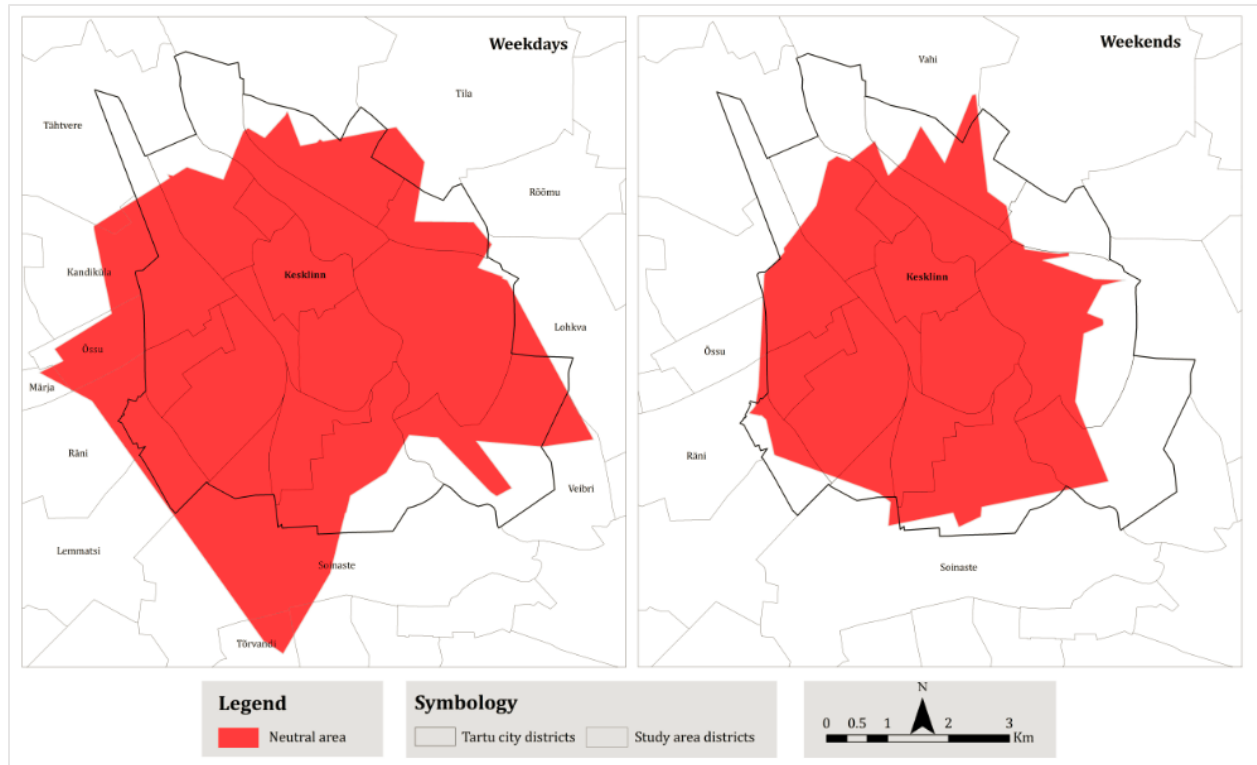 Weekdays
Tila
Tähtvere
Rõõmu
Kandiküla
Kesklinn
Lohkva
Õssu
Märja
Räni
Veibri
Lemmatsi
Soinaste
Tõrvandi
Weekends
Vahi
Kesklinn
Õssu
Räni
Soinaste
Legend
Neutral area
Symbology
Tartu city districts
Study area districts
N
0 0.5 1 2 3
Km